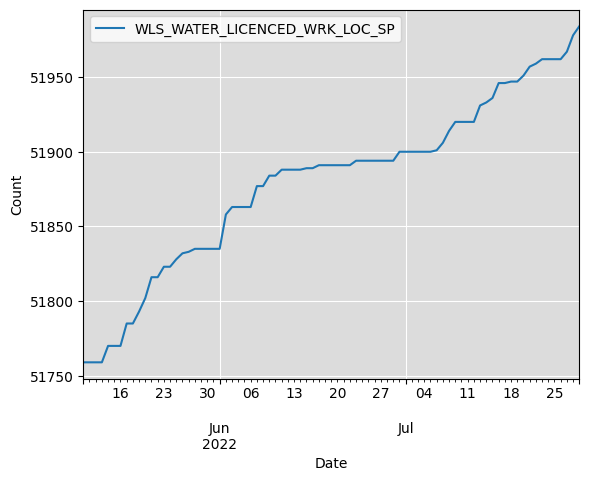 WLS_WATER_LICENCED_WRK_LOC_SP
51950
51900
51850
51800
51750
Count
16 23 30 06 13 20 27 04 11 18 25
Jun Jul
2022
Date